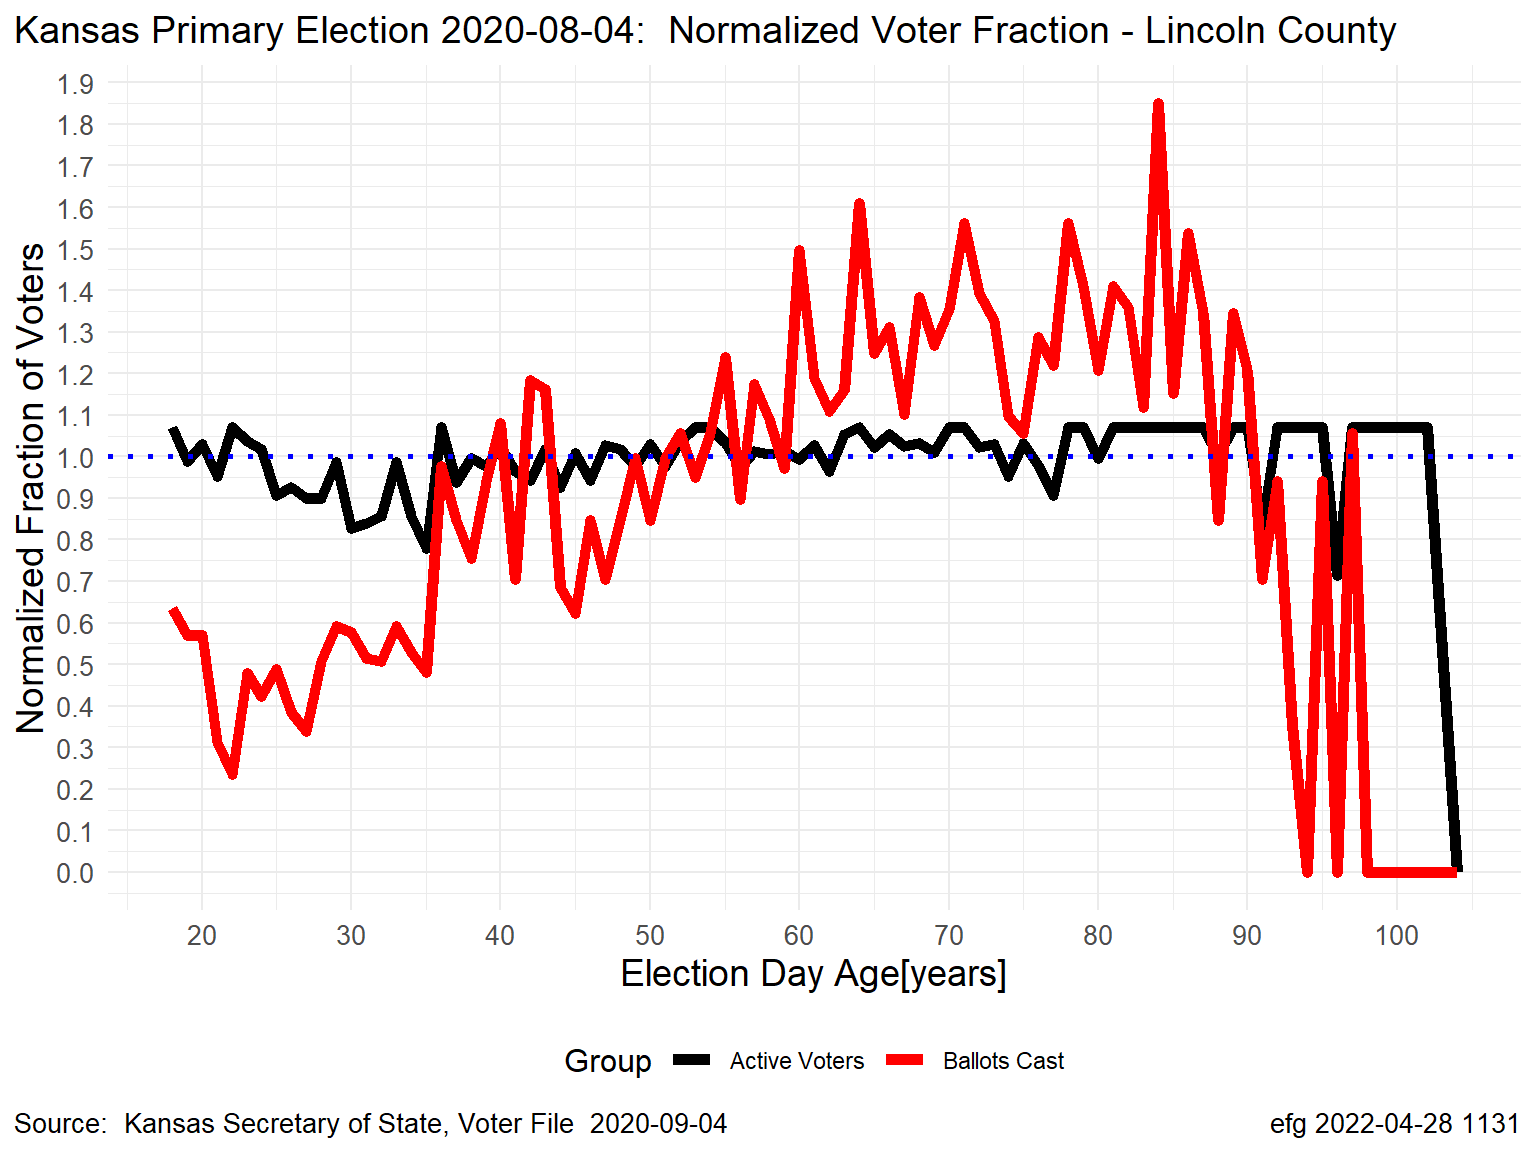 Kansas Primary Election 2020-08-04:  Normalized Voter Fraction - Lincoln County
Normalized Fraction of Voters
1.9
1.8
1.7
1.6
1.5
1.4
1.3
1.2
1.1
1.0
0.9
0.8
0.7
0.6
0.5
0.4
0.3
0.2
0.1
0.0
20 30 40 50 60 70 80 90 100
Election Day Age[years]
Group Active Voters Ballots Cast
Source:  Kansas Secretary of State, Voter File  2020-09-04
efg 2022-04-28 1131